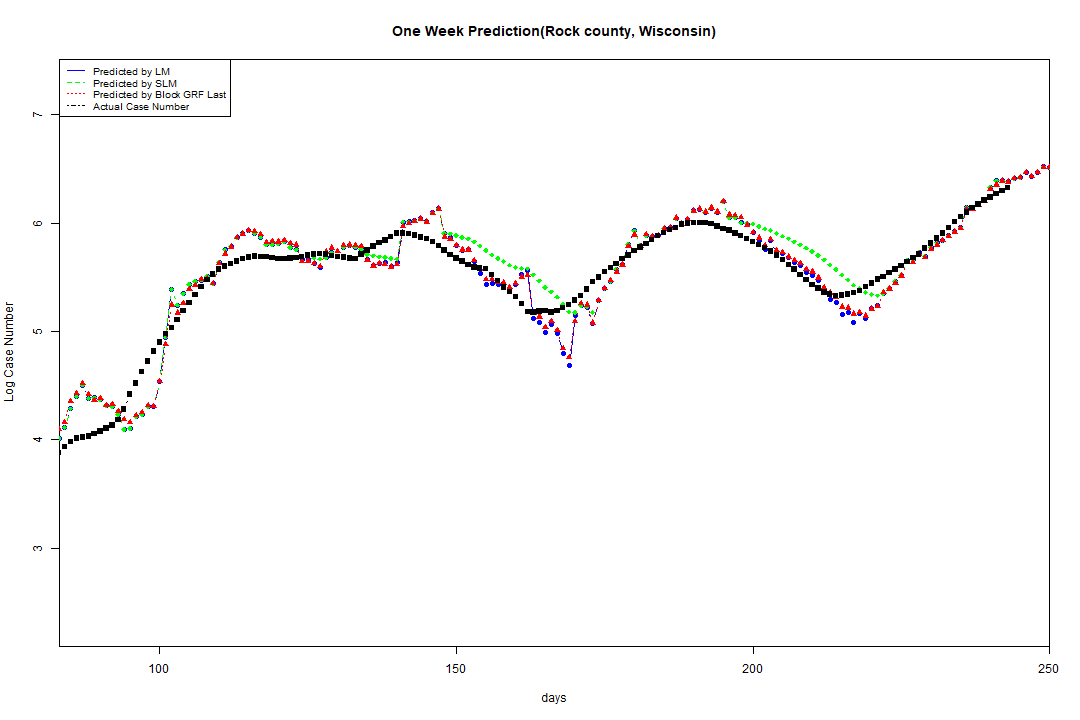 One Week Prediction(Rock county, Wisconsin)
Predicted by LM
Predicted by SLM
Predicted by Block GRF Last
Actual Case Number
7
6
5
4
3
Log Case Number
100
150
200
250
days